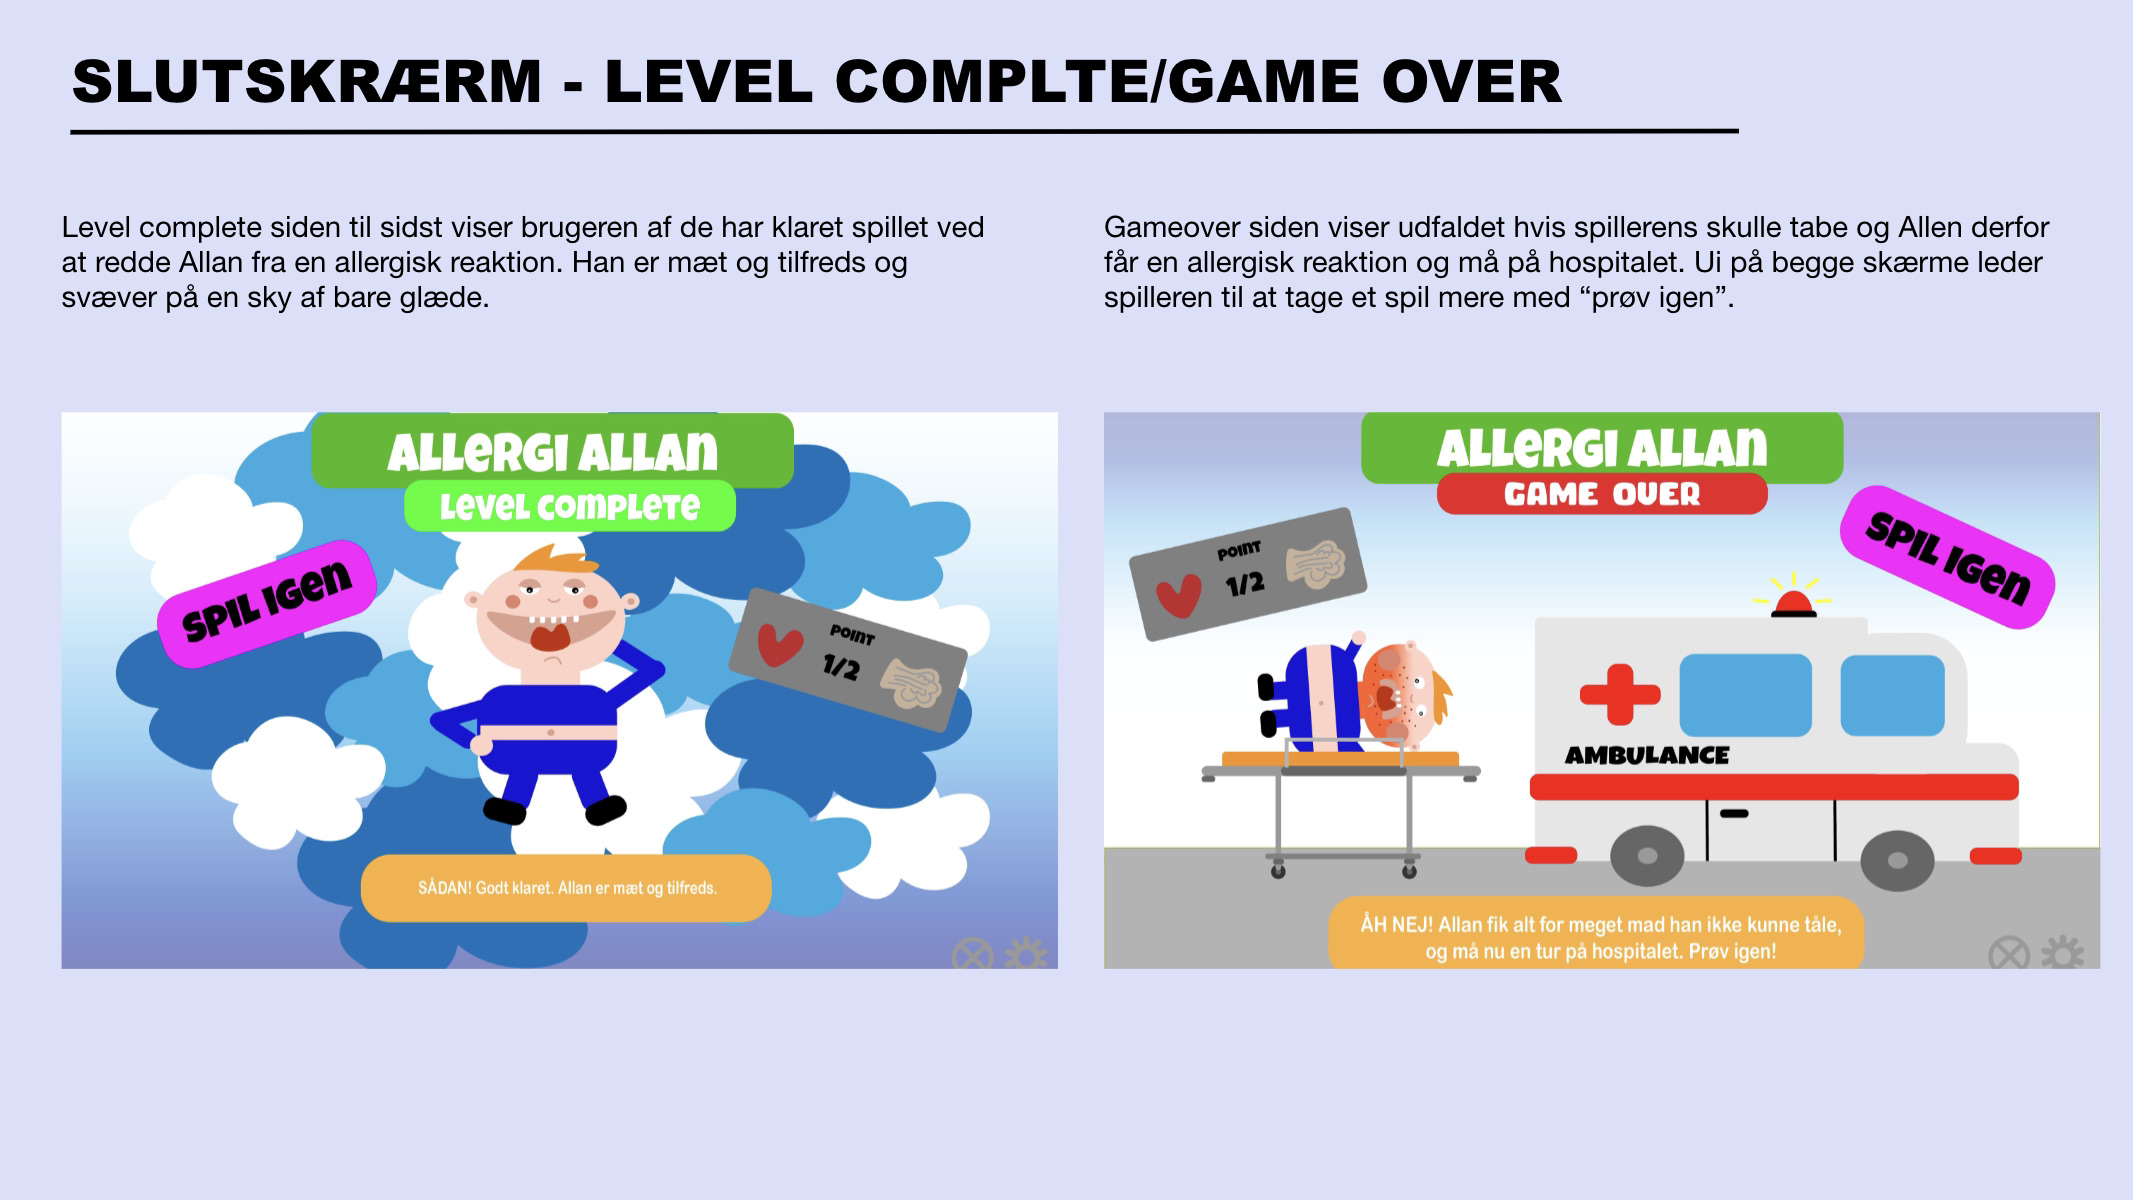 SLUTSKRÆRM - LEVEL COMPLTE/GAME OVER
Level complete siden til sidst viser brugeren af de har klaret spillet ved
at redde Allan fra en allergisk reaktion. Han er mæt og tilfreds og
svæver på en sky af bare glæde.
Gameover siden viser udfaldet hvis spillerens skulle tabe og Allen derfor
får en allergisk reaktion og må på hospitalet. Ui på begge skærme leder
spilleren til at tage et spil mere med “prøv igen”.
ALLERGI ALLAN
LEVEL COMPLETE
SPIL IGEN
POINT
1/2
SÅDAN! Godt klaret. Allan er mæt og tilfreds.
ALLERGI ALLAN
GAME OVER
POINT
1/2
SPIL IGEN
AMBULANCE
ÅH NEJ! Allan fik alt for meget mad han ikke kunne tåle,
og må nu en tur på hospitalet. Prøv igen!